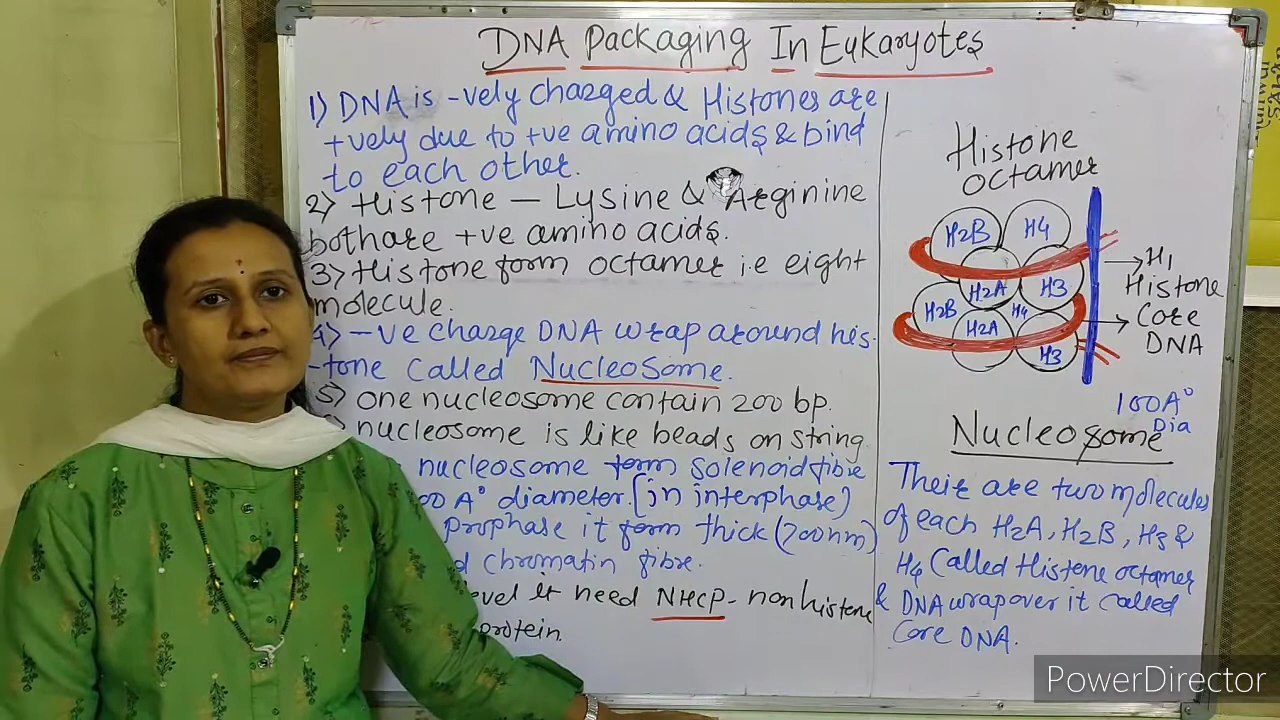 DNA Packaging In Eukaryotes
1) DNA is -vely charged & Histones are
+vely due to +ve amino acids & bind
to each other.
2) Histone — Lysine & Arginine
both are +ve amino acids.
3) Histone form octamer i.e eight
molecule.
4) -ve charge DNA wrap around his-
-tone called Nucleosome.
5) one nucleosome contain 200 bp.
nucleosome is like beads on string
nucleosome form solenoid fibre
00 A° diameter. [in interphase)
prophase it form thick (200nm)
d chromatin fibre.
evel it need NHCP - non histone
protein.
Histone
Octamer
H2B H4
H2A H3
H2B H4
H2A
H3
H1
Histone
Core
DNA
100A°
Dia
Nucleosome
Their are two molecules
of each H2A, H2B, H3 &
H4 Called Histone octamer
& DNA wrap over it called
Core DNA.
PowerDirector